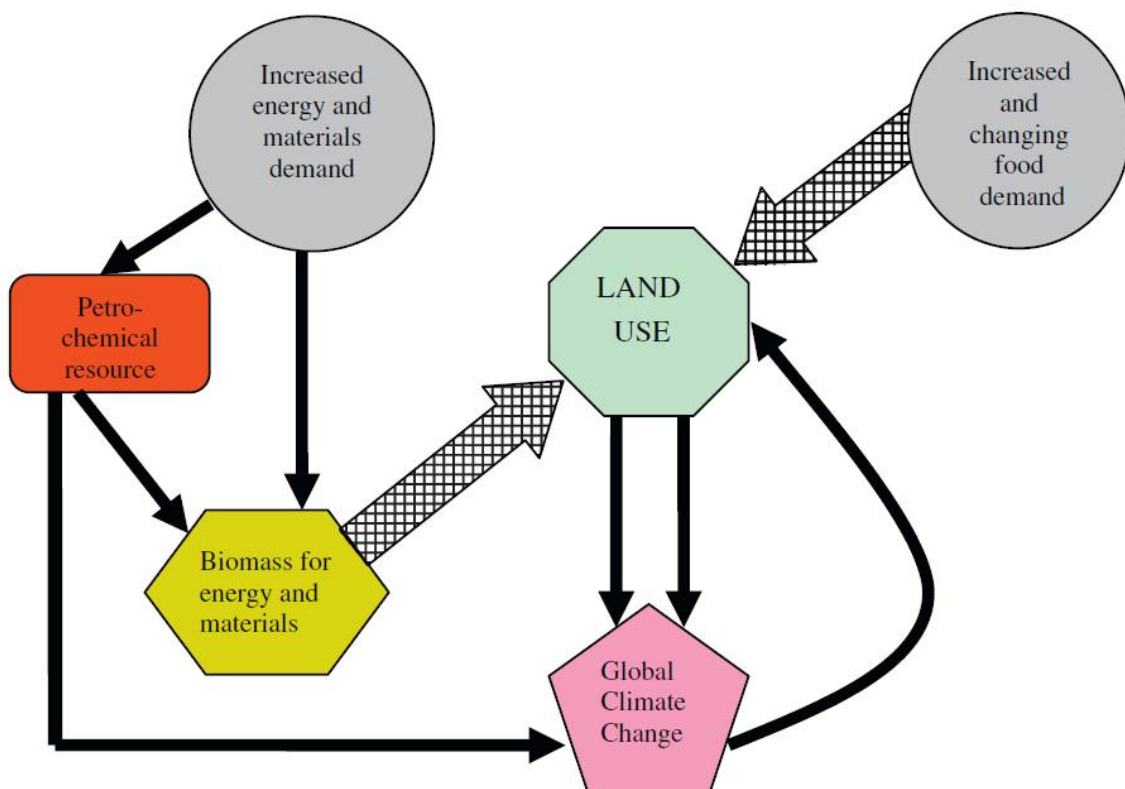 Increased
energy and
materials
demand
Increased
and
changing
food
demand
Petro-
chemical
resource
LAND
USE
Biomass for
energy and
materials
Global
Climate
Change